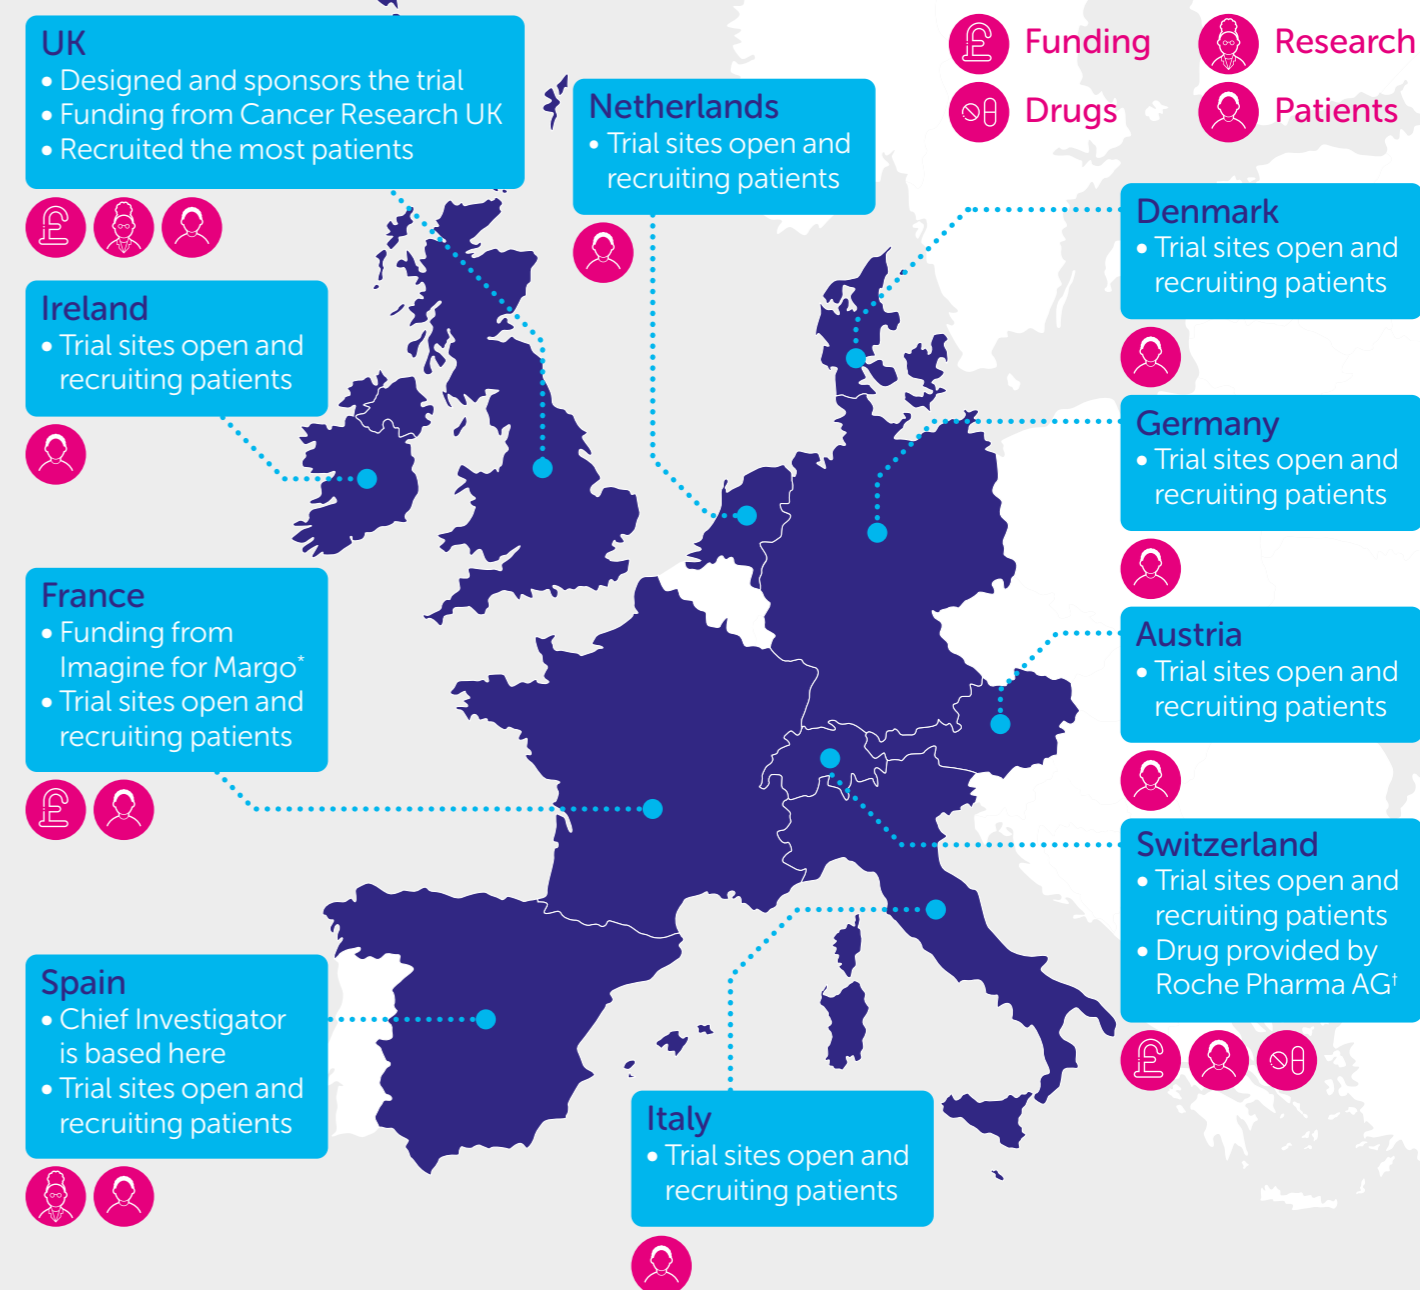 UK
• Designed and sponsors the trial
• Funding from Cancer Research UK
• Recruited the most patients
Netherlands
• Trial sites open and
recruiting patients
Funding
Research
Drugs
Patients
Denmark
• Trial sites open and
recruiting patients
Ireland
• Trial sites open and
recruiting patients
Germany
• Trial sites open and
recruiting patients
France
• Funding from
Imagine for Margo*
• Trial sites open and
recruiting patients
Austria
• Trial sites open and
recruiting patients
Switzerland
• Trial sites open and
recruiting patients
• Drug provided by
Roche Pharma AG†
Spain
• Chief Investigator
is based here
• Trial sites open and
recruiting patients
Italy
• Trial sites open and
recruiting patients